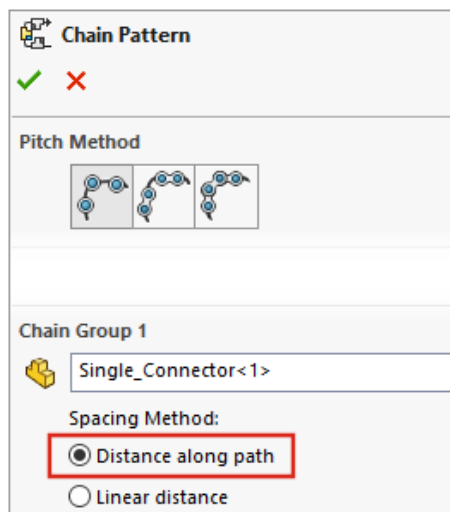 Chain Pattern
Pitch Method
Chain Group 1
Single_Connector<1>
Spacing Method:
Distance along path
Linear distance